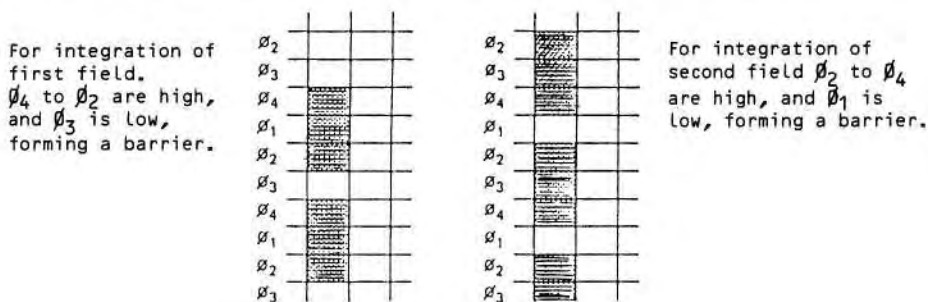 For integration of
first field.
Ø4 to Ø2 are high,
and Ø3 is low,
forming a barrier.
Ø2
Ø3
Ø4
Ø1
Ø2
Ø3
Ø4
Ø1
Ø2
Ø3
Ø2
Ø3
Ø4
Ø1
Ø2
Ø3
Ø4
Ø1
Ø2
Ø3
For integration of
second field Ø2 to Ø4
are high, and Ø1 is
low, forming a barrier.